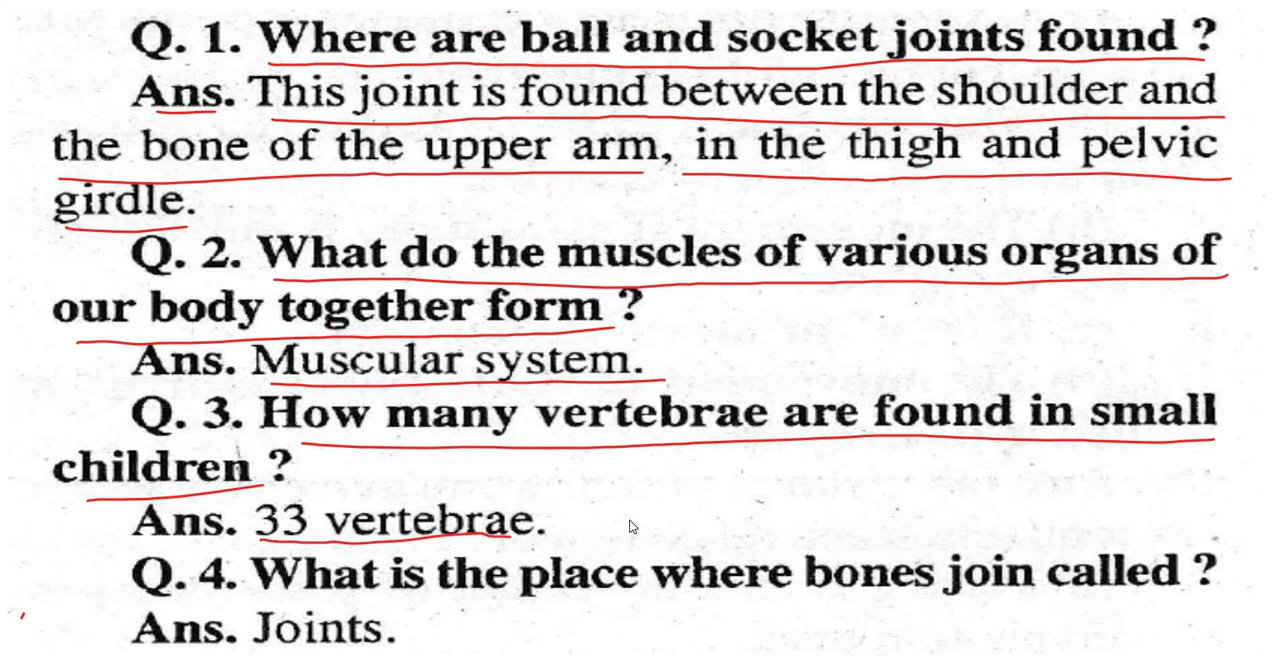 Q. 1. Where are ball and socket joints found ?
Ans. This joint is found between the shoulder and
the bone of the upper arm, in the thigh and pelvic
girdle.
Q. 2. What do the muscles of various organs of
our body together form ?
Ans. Muscular system.
Q. 3. How many vertebrae are found in small
children ?
Ans. 33 vertebrae.
Q. 4. What is the place where bones join called ?
Ans. Joints.